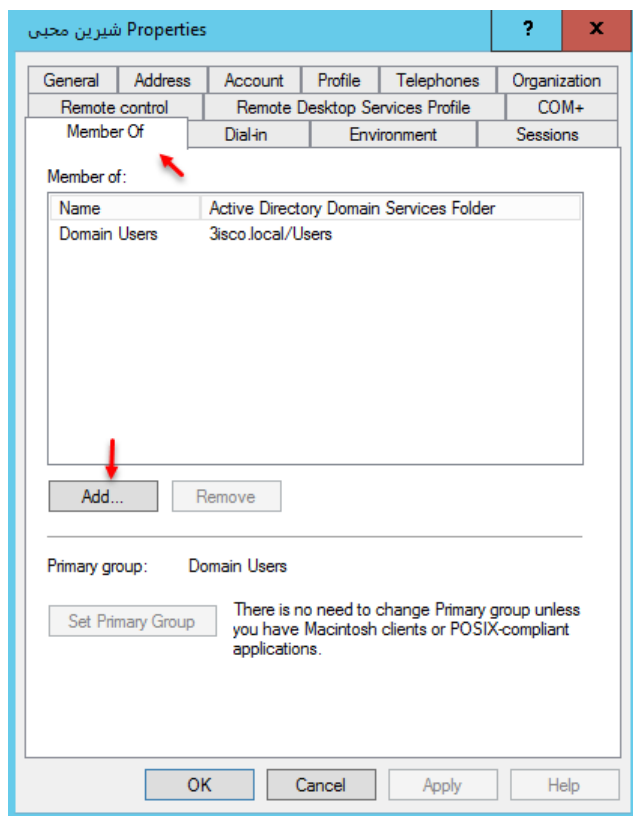 شیرین محبی Properties
? x
General Address Account Profile Telephones Organization
Remote control Remote Desktop Services Profile COM+
Member Of Dial-in Environment Sessions
Member of:
Name Active Directory Domain Services Folder
Domain Users 3isco.local/Users
Add... Remove
Primary group: Domain Users
Set Primary Group
There is no need to change Primary group unless
you have Macintosh clients or POSIX-compliant
applications.
OK Cancel Apply Help